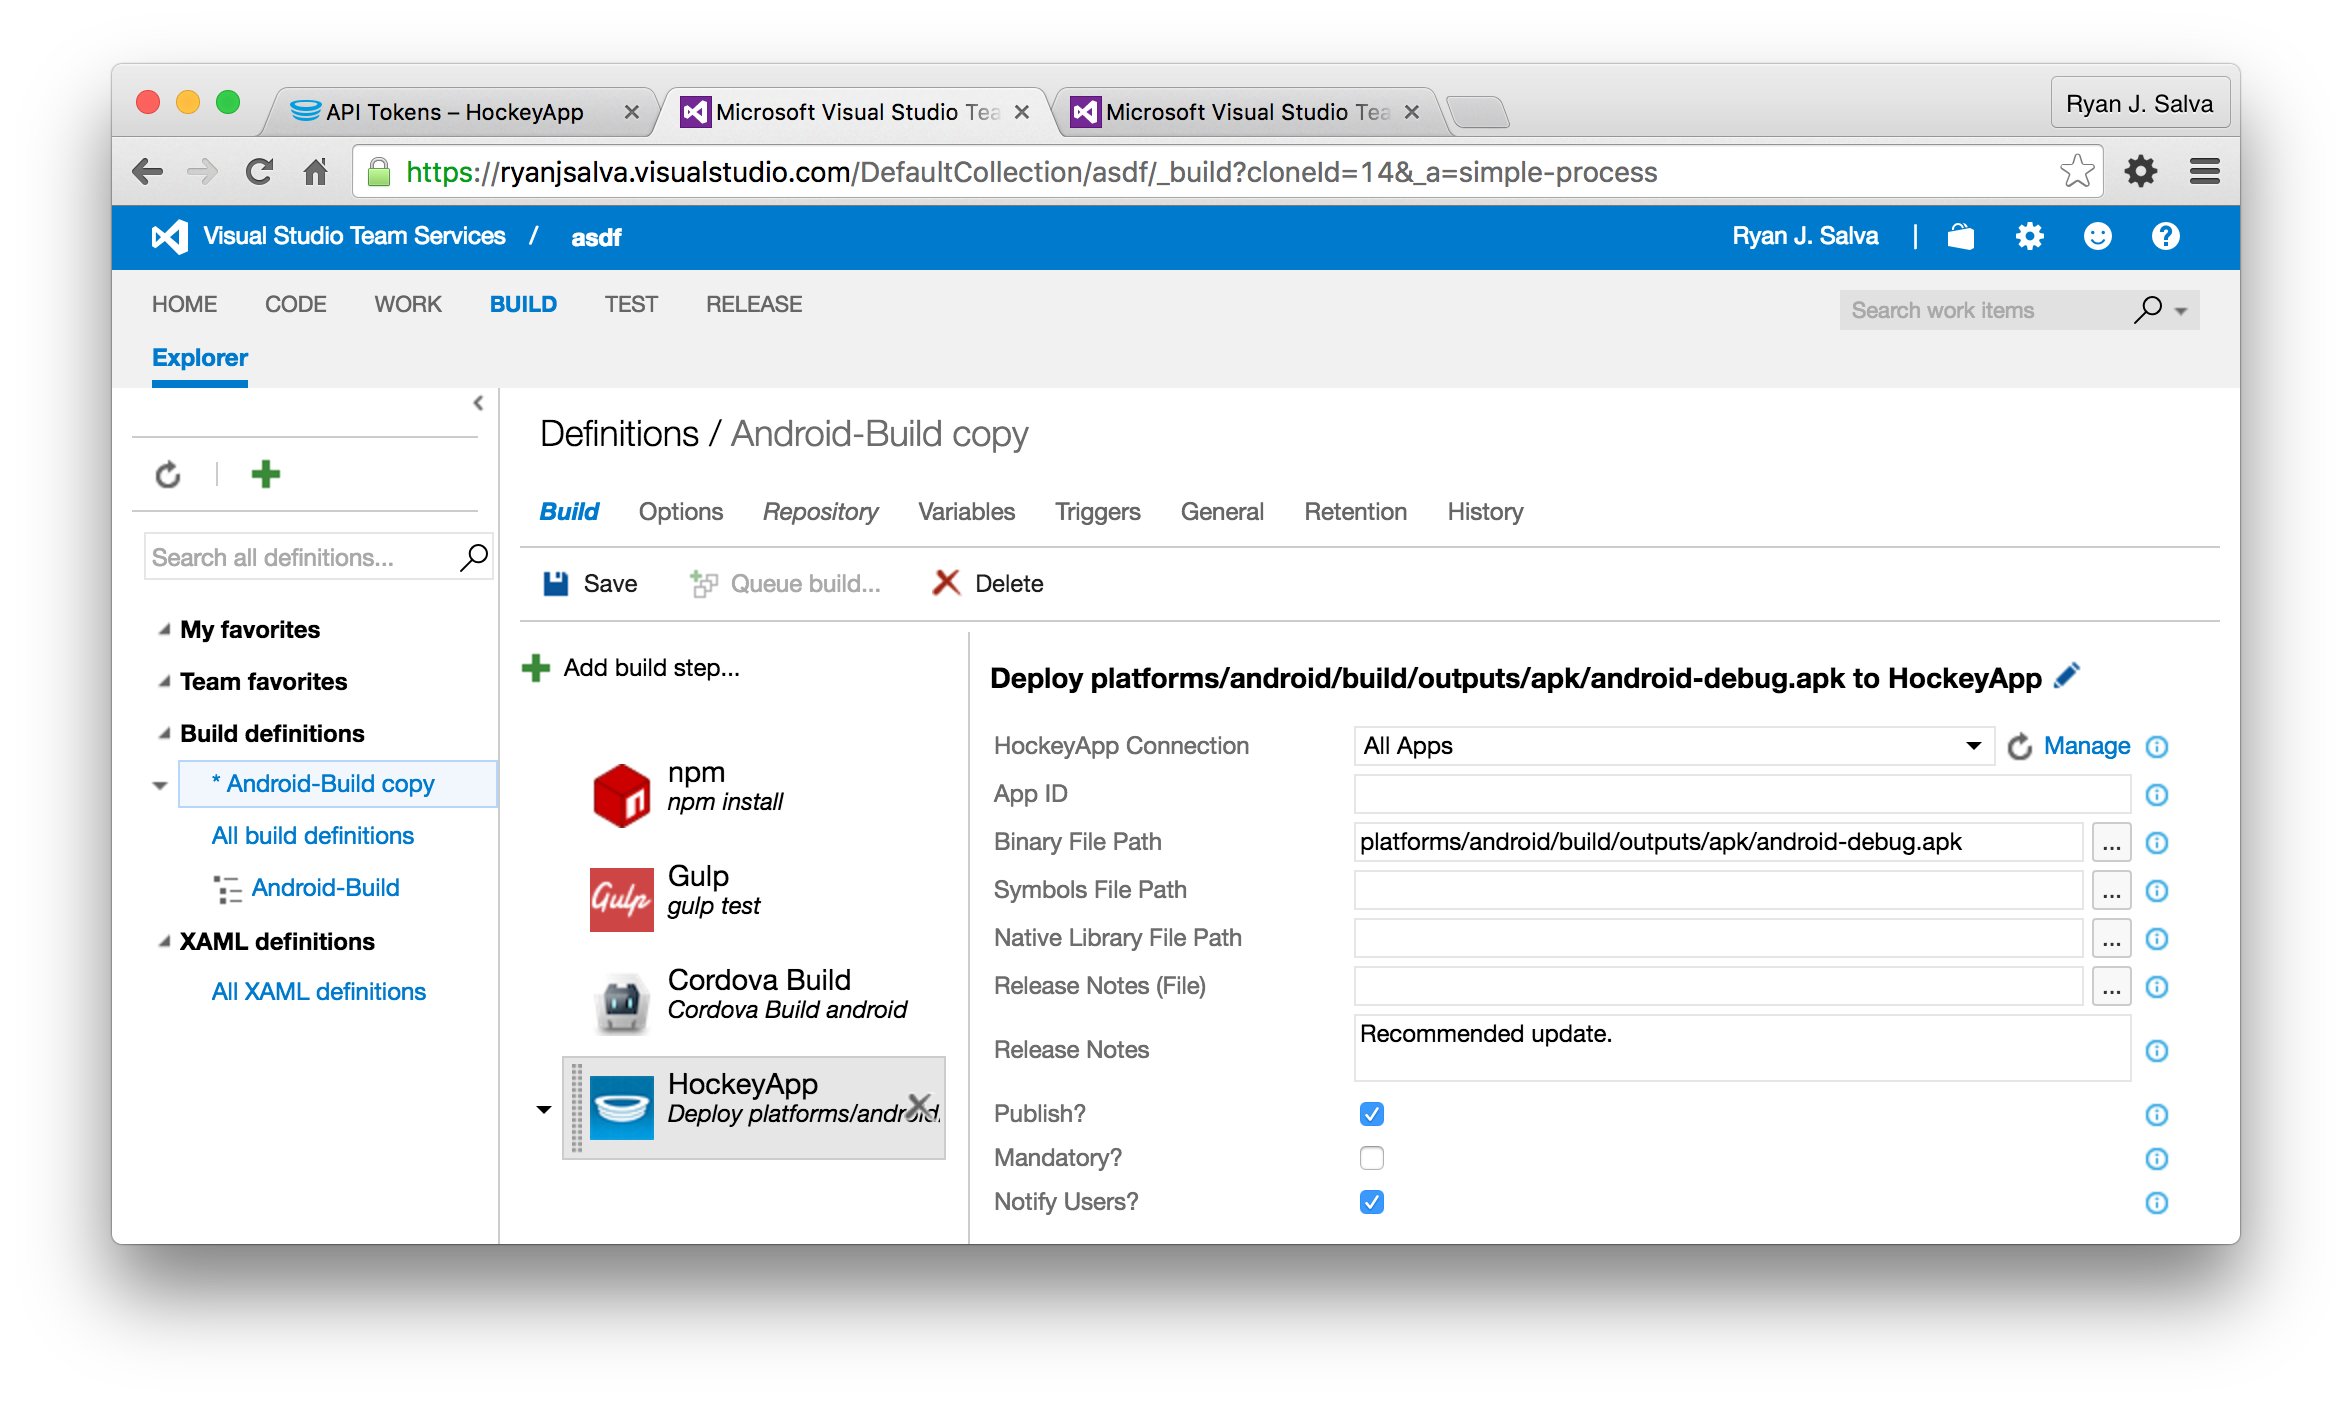 API Tokens – HockeyApp
Microsoft Visual Studio Tea
Microsoft Visual Studio Tea
Ryan J. Salva
https://ryanjsalva.visualstudio.com/DefaultCollection/asdf/_build?cloneId=14&_a=simple-process
Visual Studio Team Services / asdf
Ryan J. Salva |
HOME CODE WORK BUILD TEST RELEASE
Search work items
Explorer
Definitions / Android-Build copy
Build Options Repository Variables Triggers General Retention History
Search all definitions...
Save Queue build... Delete
My favorites
Team favorites
Build definitions
* Android-Build copy
All build definitions
Android-Build
XAML definitions
All XAML definitions
Add build step...
npm
npm install
Gulp
gulp test
Cordova Build
Cordova Build android
HockeyApp
Deploy platforms/android.
Deploy platforms/android/build/outputs/apk/android-debug.apk to HockeyApp
HockeyApp Connection All Apps Manage
App ID
Binary File Path platforms/android/build/outputs/apk/android-debug.apk ...
Symbols File Path ...
Native Library File Path ...
Release Notes (File) ...
Release Notes Recommended update.
Publish?
Mandatory?
Notify Users?